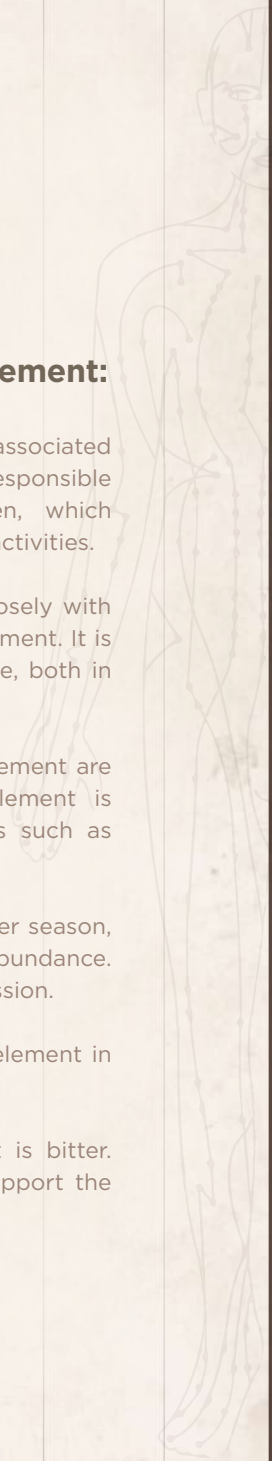 ement:
associated
esponsible
en, which
ctivities.
osely with
ment. It is
e, both in
ement are
lement is
s such as
er season,
bundance.
ssion.
element in
t is bitter.
pport the